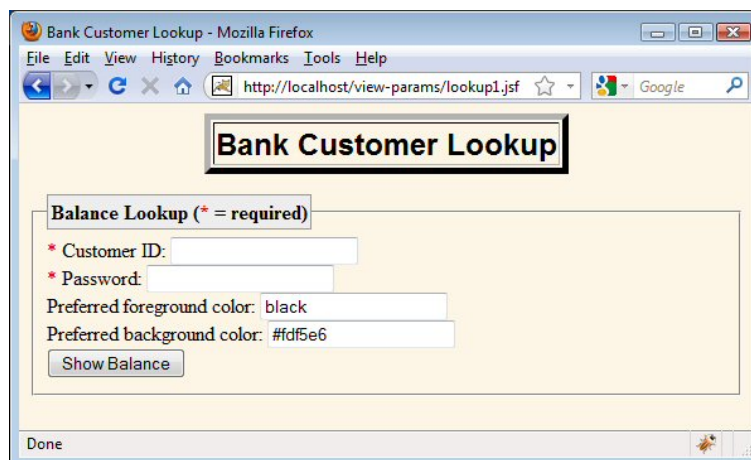 Bank Customer Lookup - Mozilla Firefox
File Edit View History Bookmarks Tools Help
http://localhost/view-params/lookup1.jsf Google
Bank Customer Lookup
Balance Lookup (* = required)
* Customer ID:
* Password:
Preferred foreground color: black
Preferred background color: #fdf5e6
Show Balance
Done